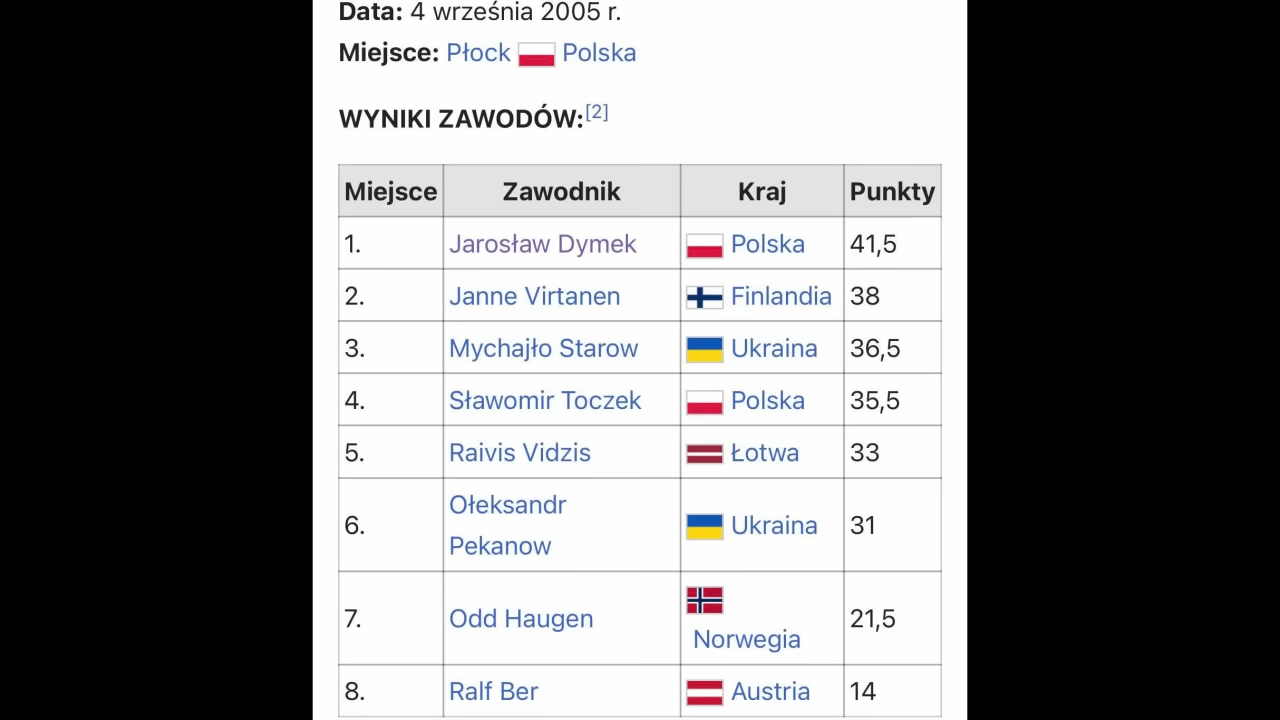 Data: 4 września 2005 r.
Miejsce: Płock Polska
WYNIKI ZAWODÓW:[2]
Miejsce Zawodnik Kraj Punkty
1. Jarosław Dymek Polska 41,5
2. Janne Virtanen Finlandia 38
3. Mychajło Starow Ukraina 36,5
4. Sławomir Toczek Polska 35,5
5. Raivis Vidzis Łotwa 33
6. Ołeksandr Pekanow Ukraina 31
7. Odd Haugen Norwegia 21,5
8. Ralf Ber Austria 14